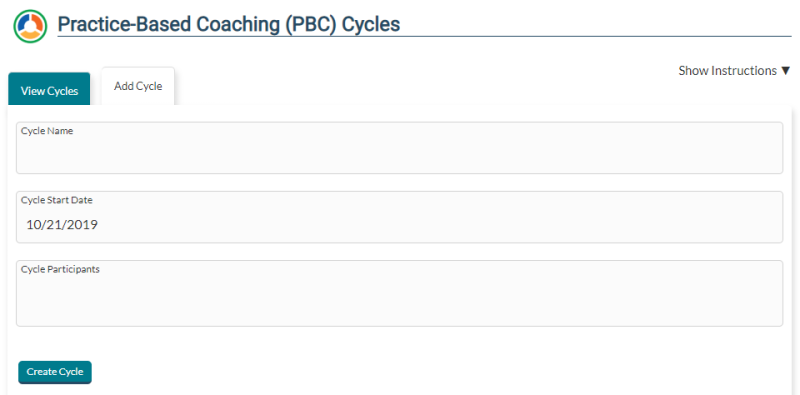 Practice-Based Coaching (PBC) Cycles
Show Instructions ▼
View Cycles
Add Cycle
Cycle Name
Cycle Start Date
10/21/2019
Cycle Participants
Create Cycle